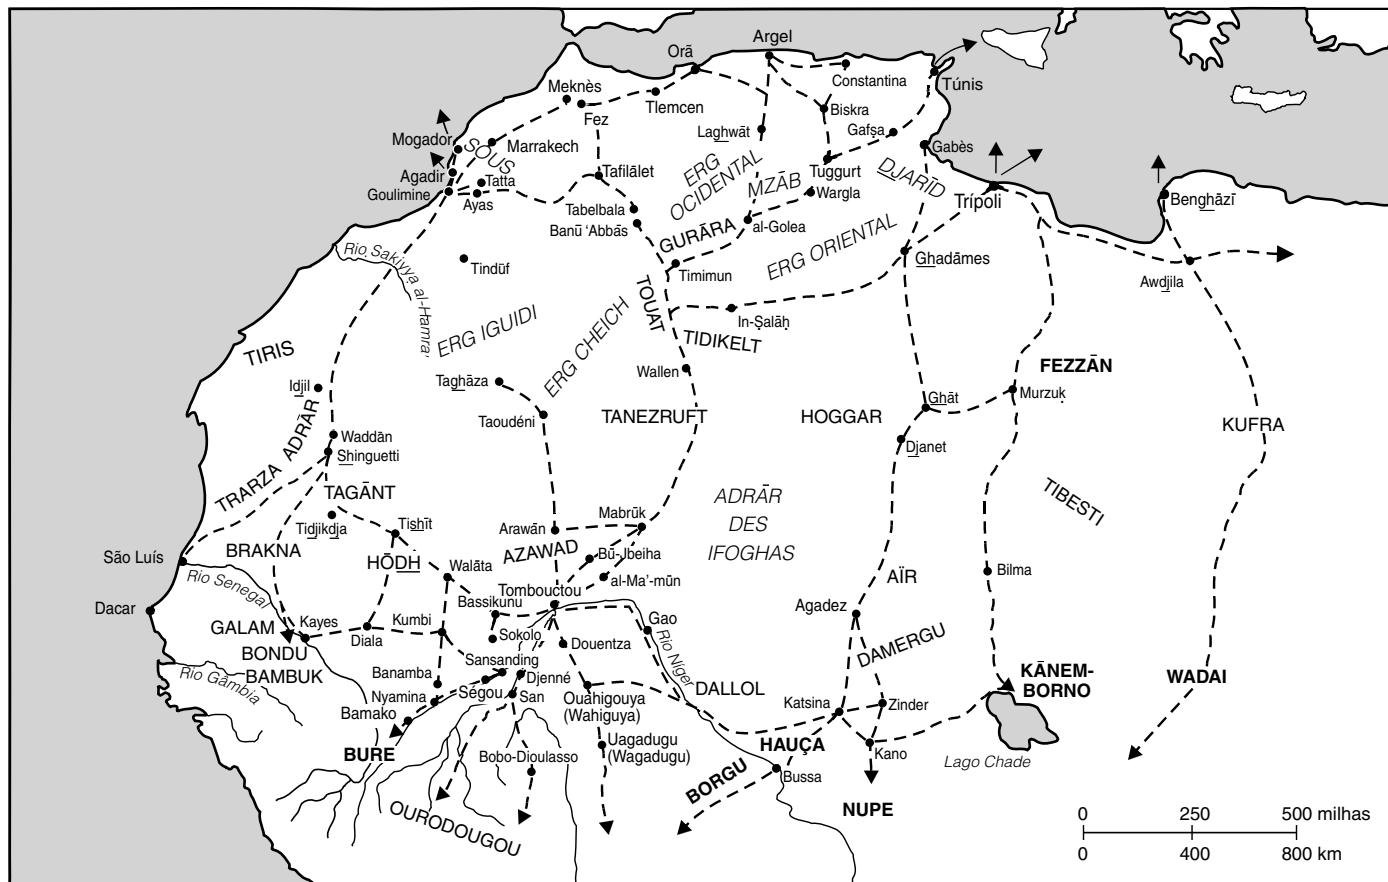 Argel
Orã
Constantina
Túnis
Meknès
Fez
Tlemcen
Biskra
Mogador
Marrakech
Laghwāt
Gafṣa
Gabès
SOUS
ERG
OCIDENTAL
MZĀB
Tuggurt
DJARĪD
Agadir
Goulimine
Tatta
Ayas
Tafilālet
Wargla
Trípoli
Benghāzī
Tabelbala
Banū ‘Abbās
GURĀRA
al-Golea
ERG ORIENTAL
Rio Sakiyya al-Hamra’
Tindūf
Timimun
Ghadāmes
Awdjila
TOUAT
In-Ṣalāḥ
ERG IGUIDI
ERG CHEICH
TIDIKELT
TIRIS
Idjil
Taghāza
Wallen
FEZZĀN
Ghāt
Murzuḳ
ADRĀR
Taoudéni
TANEZRUFT
HOGGAR
KUFRA
Waddān
Shinguetti
Djanet
TRARZA
TAGĀNT
ADRĀR
DES
IFOGHAS
TIBESTI
Tidjikdja
Tishīt
Arawān
Mabrūk
São Luís
BRAKNA
HŌDH
AZAWAD
Bū-Jbeiha
Rio Senegal
Walāta
al-Ma’-mūn
AÏR
Bilma
Dacar
Bassikunu
Tombouctou
Agadez
GALAM
Kayes
Diala
Kumbi
Sokolo
Douentza
Gao
Rio Niger
BONDU
BAMBUK
Rio Gâmbia
Banamba
Sansanding
Djenné
DAMERGU
KĀNEM-
BORNO
WADAI
Nyamina
Ségou
San
Ouahigouya
(Wahiguya)
DALLOL
Katsina
Zinder
Bamako
BURE
Uagadugu
(Wagadugu)
HAUÇA
Kano
Lago Chade
Bobo-Dioulasso
BORGU
Bussa
OURODOUGOU
NUPE
0 250 500 milhas
0 400 800 km